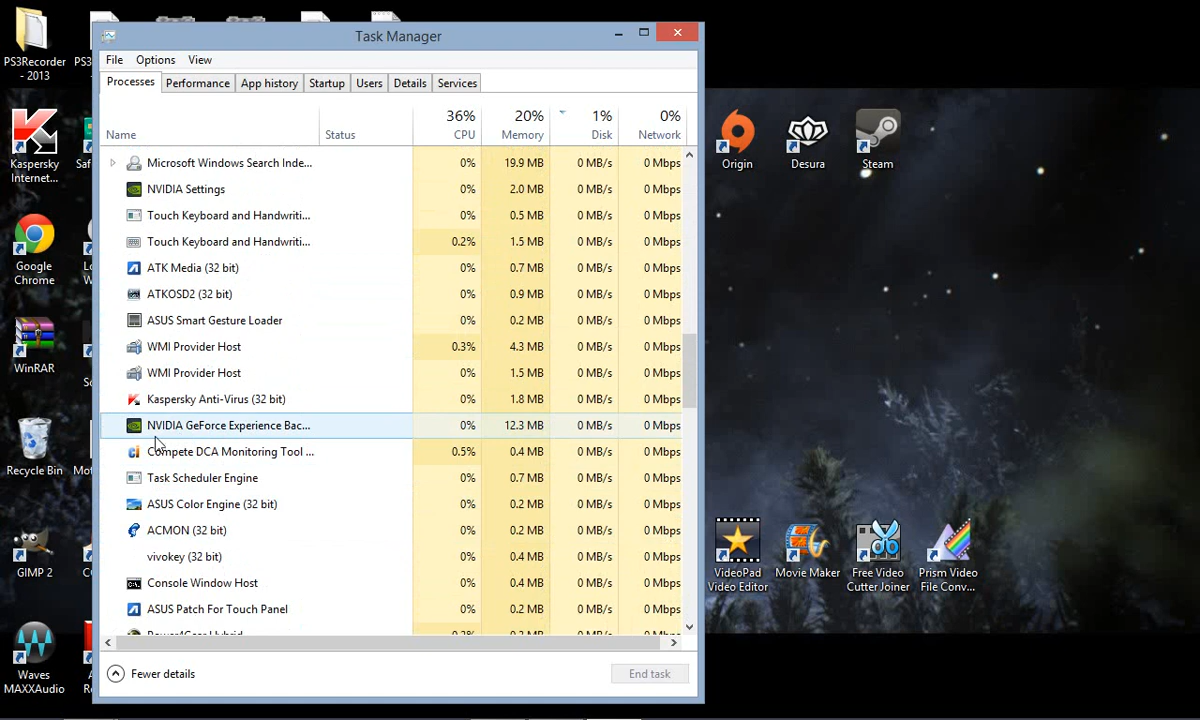 Task Manager
File Options View
Processes Performance App history Startup Users Details Services
36% 20% 1% 0%
Name Status CPU Memory Disk Network
Microsoft Windows Search Inde... 0% 19.9 MB 0 MB/s 0 Mbps
NVIDIA Settings 0% 2.0 MB 0 MB/s 0 Mbps
Touch Keyboard and Handwriti... 0% 0.5 MB 0 MB/s 0 Mbps
Touch Keyboard and Handwriti... 0.2% 1.5 MB 0 MB/s 0 Mbps
ATK Media (32 bit) 0% 0.7 MB 0 MB/s 0 Mbps
ATKOSD2 (32 bit) 0% 0.9 MB 0 MB/s 0 Mbps
ASUS Smart Gesture Loader 0% 0.2 MB 0 MB/s 0 Mbps
WMI Provider Host 0.3% 4.3 MB 0 MB/s 0 Mbps
WMI Provider Host 0% 1.5 MB 0 MB/s 0 Mbps
Kaspersky Anti-Virus (32 bit) 0% 1.8 MB 0 MB/s 0 Mbps
NVIDIA GeForce Experience Bac... 0% 12.3 MB 0 MB/s 0 Mbps
Compete DCA Monitoring Tool ... 0.5% 0.4 MB 0 MB/s 0 Mbps
Task Scheduler Engine 0% 0.7 MB 0 MB/s 0 Mbps
ASUS Color Engine (32 bit) 0% 0.2 MB 0 MB/s 0 Mbps
ACMON (32 bit) 0% 0.2 MB 0 MB/s 0 Mbps
vivokey (32 bit) 0% 0.4 MB 0 MB/s 0 Mbps
Console Window Host 0% 0.4 MB 0 MB/s 0 Mbps
ASUS Patch For Touch Panel 0% 0.2 MB 0 MB/s 0 Mbps
Fewer details End task
PS3Recorder
- 2013
Kaspersky
Internet...
Google
Chrome
WinRAR
Recycle Bin
GIMP 2
Waves
MAXXAudio
Origin
Desura
Steam
VideoPad
Video Editor
Movie Maker
Free Video
Cutter Joiner
Prism Video
File Conv...